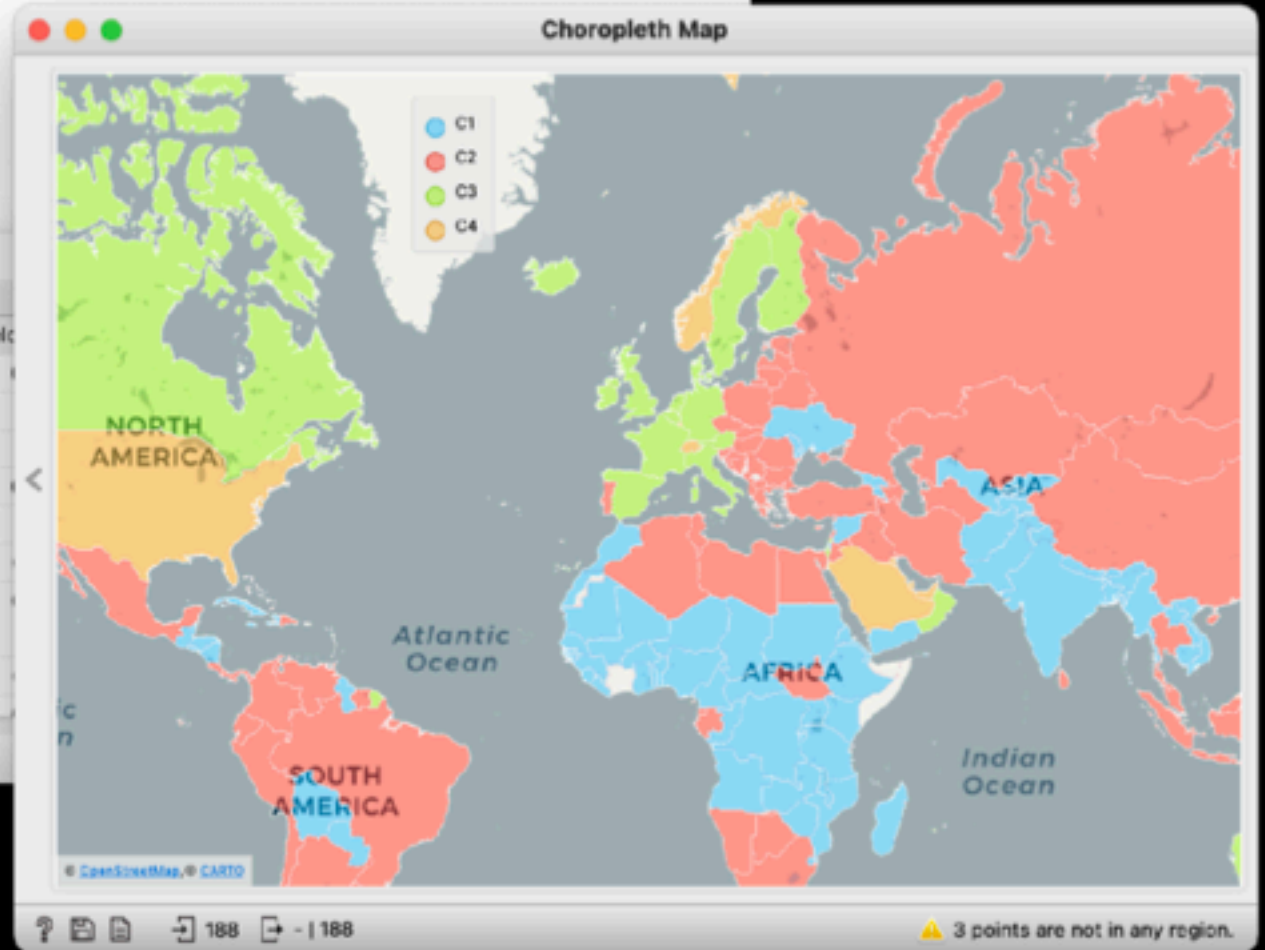 Choropleth Map
C1
C2
C3
C4
NORTH
AMERICA
ASIA
Atlantic
Ocean
AFRICA
SOUTH
AMERICA
Indian
Ocean
© OpenStreetMap,© CARTO
? 188 - | 188
3 points are not in any region.